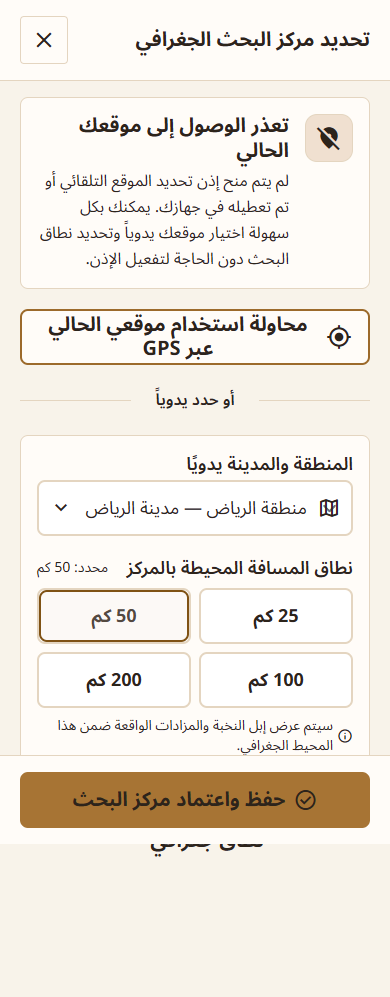 تحديد مركز البحث الجغرافي
تعذر الوصول إلى موقعك
الحالي
لم يتم منح إذن تحديد الموقع التلقائي أو
تم تعطيله في جهازك. يمكنك بكل
سهولة اختيار موقعك يدوياً وتحديد نطاق
البحث دون الحاجة لتفعيل الإذن.
محاولة استخدام موقعي الحالي
عبر GPS
أو حدد يدوياً
المنطقة والمدينة يدويًا
منطقة الرياض — مدينة الرياض
نطاق المسافة المحيطة بالمركز
محدد: 50 كم
25 كم
50 كم
100 كم
200 كم
سيتم عرض إبل النخبة والمزادات الواقعة ضمن هذا
المحيط الجغرافي.
حفظ واعتماد مركز البحث